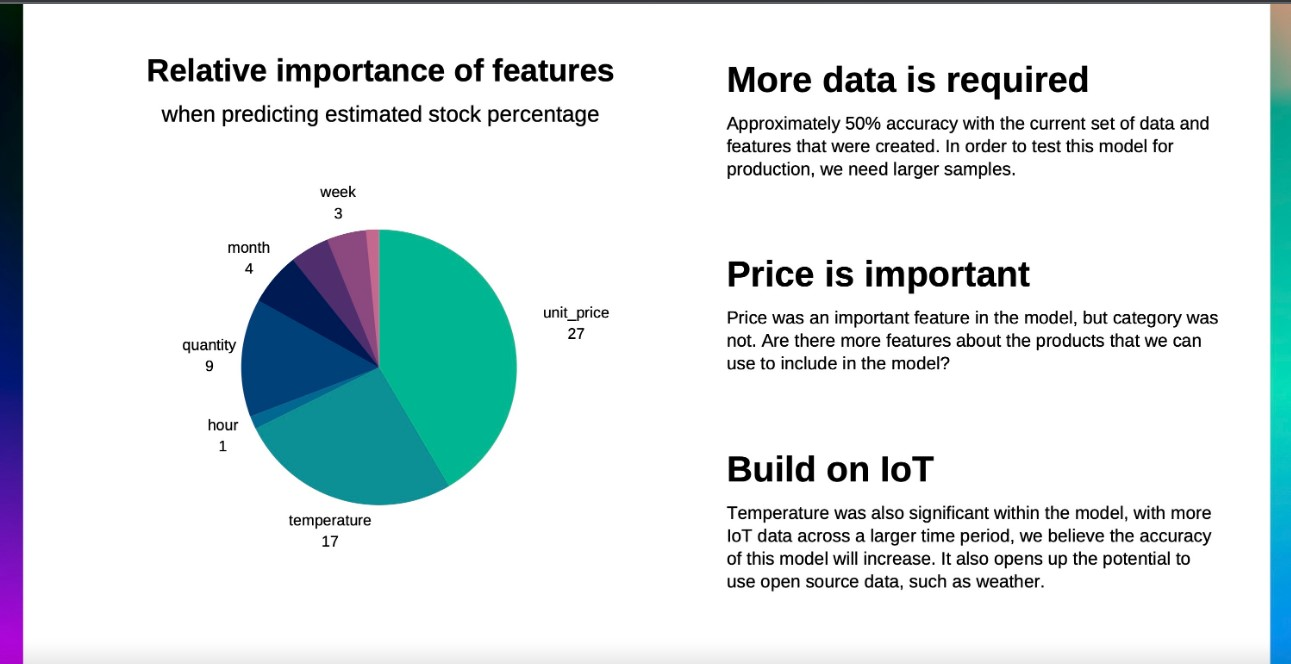 Relative importance of features
when predicting estimated stock percentage
week
3
month
4
unit_price
27
quantity
9
hour
1
temperature
17
More data is required
Approximately 50% accuracy with the current set of data and
features that were created. In order to test this model for
production, we need larger samples.
Price is important
Price was an important feature in the model, but category was
not. Are there more features about the products that we can
use to include in the model?
Build on IoT
Temperature was also significant within the model, with more
IoT data across a larger time period, we believe the accuracy
of this model will increase. It also opens up the potential to
use open source data, such as weather.